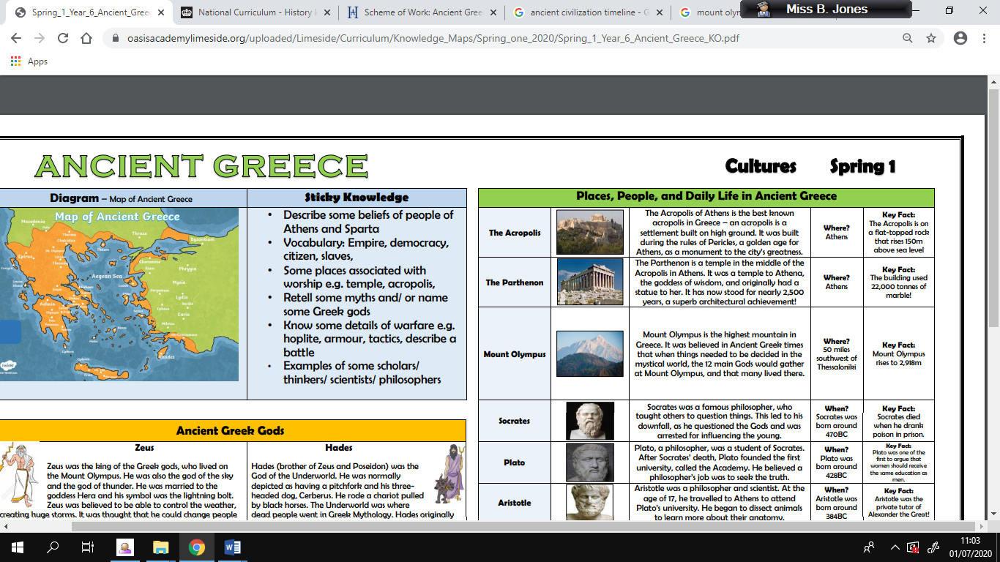 Spring_1_Year_6_Ancient_Gree
National Curriculum - History
Scheme of Work: Ancient Gree
ancient civilization timeline - G
mount olym
Miss B. Jones
oasisacademylimeside.org/uploaded/Limeside/Curriculum/Knowledge_Maps/Spring_one_2020/Spring_1_Year_6_Ancient_Greece_KO.pdf
Apps
ANCIENT GREECE
Cultures Spring 1
Diagram – Map of Ancient Greece
Map of Ancient Greece
Macedonia
Thrace
Byzantium
Chalcidice
Epirus
Aegean Sea
Phrygia
Mysia
Lydia
Caria
Achaia
Rhodes
twinkl
Sticky Knowledge
• Describe some beliefs of people of
Athens and Sparta
• Vocabulary: Empire, democracy,
citizen, slaves,
• Some places associated with
worship e.g. temple, acropolis,
• Retell some myths and/ or name
some Greek gods
• Know some details of warfare e.g.
hoplite, armour, tactics, describe a
battle
• Examples of some scholars/
thinkers/ scientists/ philosophers
Ancient Greek Gods
Zeus
Zeus was the king of the Greek gods, who lived on
the Mount Olympus. He was also the god of the sky
and the god of thunder. He was married to the
goddess Hera and his symbol was the lightning bolt.
Zeus was believed to be able to control the weather,
creating huge storms. It was thought that he could change people
Hades
Hades (brother of Zeus and Poseidon) was the
God of the Underworld. He was normally
depicted as having a pitchfork and his three-
headed dog, Cerberus. He rode a chariot pulled
by black horses. The Underworld was where
dead people went in Greek Mythology. Hades originally
Places, People, and Daily Life in Ancient Greece
The Acropolis
The Acropolis of Athens is the best known
acropolis in Greece – an acropolis is a
settlement built on high ground. It was built
during the rules of Pericles, a golden age for
Athens, as a monument to the city's greatness.
Where?
Athens
Key Fact:
The Acropolis is on
a flat-topped rock
that rises 150m
above sea level
The Parthenon
The Parthenon is a temple in the middle of the
Acropolis in Athens. It was a temple to Athena,
the goddess of wisdom, and originally had a
statue to her. It has now stood for nearly 2,500
years, a superb architectural achievement!
Where?
Athens
Key Fact:
The building used
22,000 tonnes of
marble!
Mount Olympus
Mount Olympus is the highest mountain in
Greece. It was believed in Ancient Greek times
that when things needed to be decided in the
mystical world, the 12 main Gods would gather
at Mount Olympus, and that many lived there.
Where?
50 miles
southwest of
Thessaloniki
Key Fact:
Mount Olympus
rises to 2,918m
Socrates
Socrates was a famous philosopher, who
taught others to question things. This led to his
downfall, as he questioned the Gods and was
arrested for influencing the young.
When?
Socrates was
born around
470BC
Key Fact:
Socrates died
when he drank
poison in prison.
Plato
Plato, a philosopher, was a student of Socrates.
After Socrates' death, Plato founded the first
university, called the Academy. He believed a
philosopher's job was to seek the truth.
When?
Plato was
born around
428BC
Key Fact:
Plato was one of the
first to argue that
women should receive
the same education as
men.
Aristotle
Aristotle was a philosopher and scientist. At the
age of 17, he travelled to Athens to attend
Plato's university. He began to dissect animals
to learn more about their anatomy.
When?
Aristotle was
born around
384BC
Key Fact:
Aristotle was the
private tutor of
Alexander the Great!
11:03
01/07/2020